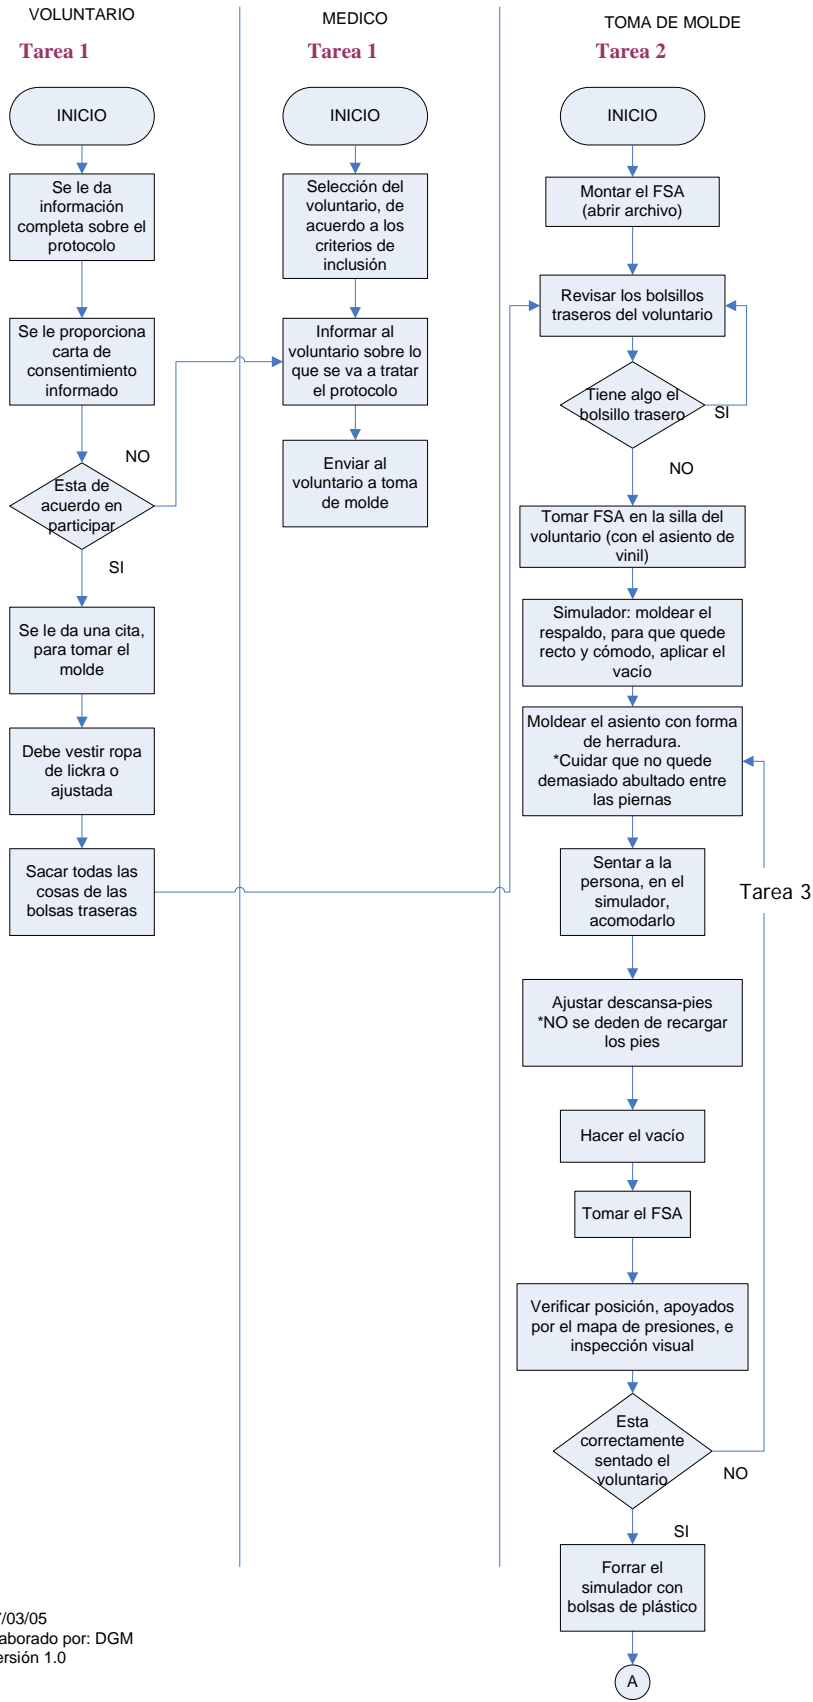 VOLUNTARIO
Tarea 1
INICIO
Se le da
información
completa sobre el
protocolo
Se le proporciona
carta de
consentimiento
informado
NO
Esta de
acuerdo en
participar
SI
Se le da una cita,
para tomar el
molde
Debe vestir ropa
de lickra o
ajustada
Sacar todas las
cosas de las
bolsas traseras
MEDICO
Tarea 1
INICIO
Selección del
voluntario, de
acuerdo a los
criterios de
inclusión
Informar al
voluntario sobre lo
que se va a tratar
el protocolo
Enviar al
voluntario a toma
de molde
TOMA DE MOLDE
Tarea 2
INICIO
Montar el FSA
(abrir archivo)
Revisar los bolsillos
traseros del voluntario
Tiene algo el
bolsillo trasero
SI
NO
Tomar FSA en la silla del
voluntario (con el asiento de
vinil)
Simulador: moldear el
respaldo, para que quede
recto y cómodo, aplicar el
vacío
Moldear el asiento con forma
de herradura.
*Cuidar que no quede
demasiado abultado entre
las piernas
Sentar a la
persona, en el
simulador,
acomodarlo
Tarea 3
Ajustar descansa-pies
*NO se deden de recargar
los pies
Hacer el vacío
Tomar el FSA
Verificar posición, apoyados
por el mapa de presiones, e
inspección visual
Esta
correctamente
sentado el
voluntario
NO
SI
Forrar el
simulador con
bolsas de plástico
A
/03/05
aborado por: DGM
ersión 1.0